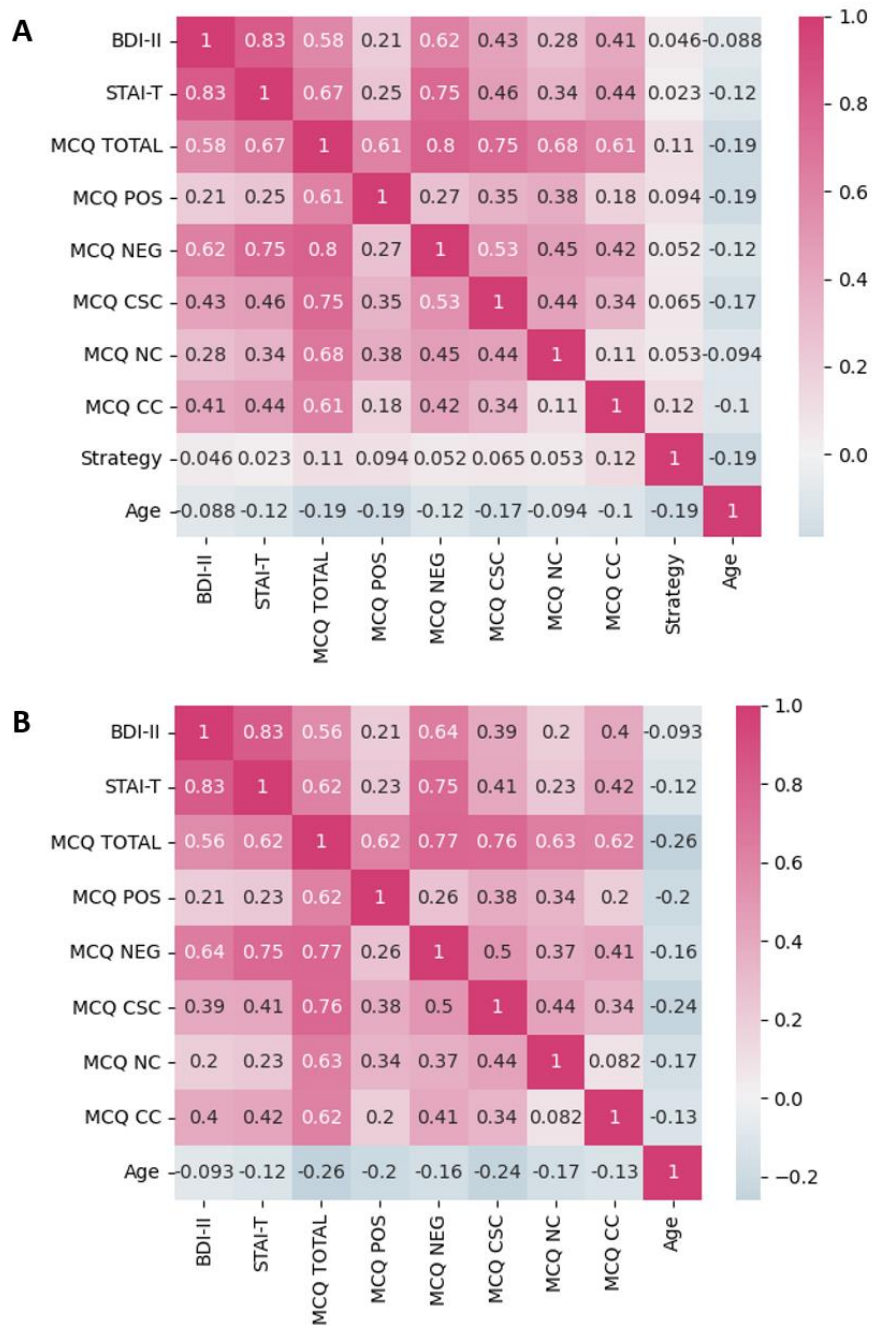 A
BDI-II 1 0.83 0.58 0.21 0.62 0.43 0.28 0.41 0.046 -0.088
STAI-T 0.83 1 0.67 0.25 0.75 0.46 0.34 0.44 0.023 -0.12
MCQ TOTAL 0.58 0.67 1 0.61 0.8 0.75 0.68 0.61 0.11 -0.19
MCQ POS 0.21 0.25 0.61 1 0.27 0.35 0.38 0.18 0.094 -0.19
MCQ NEG 0.62 0.75 0.8 0.27 1 0.53 0.45 0.42 0.052 -0.12
MCQ CSC 0.43 0.46 0.75 0.35 0.53 1 0.44 0.34 0.065 -0.17
MCQ NC 0.28 0.34 0.68 0.38 0.45 0.44 1 0.11 0.053 -0.094
MCQ CC 0.41 0.44 0.61 0.18 0.42 0.34 0.11 1 0.12 -0.1
Strategy 0.046 0.023 0.11 0.094 0.052 0.065 0.053 0.12 1 -0.19
Age -0.088 -0.12 -0.19 -0.19 -0.12 -0.17 -0.094 -0.1 -0.19 1
BDI-II STAI-T MCQ TOTAL MCQ POS MCQ NEG MCQ CSC MCQ NC MCQ CC Strategy Age
1.0
0.8
0.6
0.4
0.2
0.0
B
BDI-II 1 0.83 0.56 0.21 0.64 0.39 0.2 0.4 -0.093
STAI-T 0.83 1 0.62 0.23 0.75 0.41 0.23 0.42 -0.12
MCQ TOTAL 0.56 0.62 1 0.62 0.77 0.76 0.63 0.62 -0.26
MCQ POS 0.21 0.23 0.62 1 0.26 0.38 0.34 0.2 -0.2
MCQ NEG 0.64 0.75 0.77 0.26 1 0.5 0.37 0.41 -0.16
MCQ CSC 0.39 0.41 0.76 0.38 0.5 1 0.44 0.34 -0.24
MCQ NC 0.2 0.23 0.63 0.34 0.37 0.44 1 0.082 -0.17
MCQ CC 0.4 0.42 0.62 0.2 0.41 0.34 0.082 1 -0.13
Age -0.093 -0.12 -0.26 -0.2 -0.16 -0.24 -0.17 -0.13 1
BDI-II STAI-T MCQ TOTAL MCQ POS MCQ NEG MCQ CSC MCQ NC MCQ CC Age
1.0
0.8
0.6
0.4
0.2
0.0
-0.2